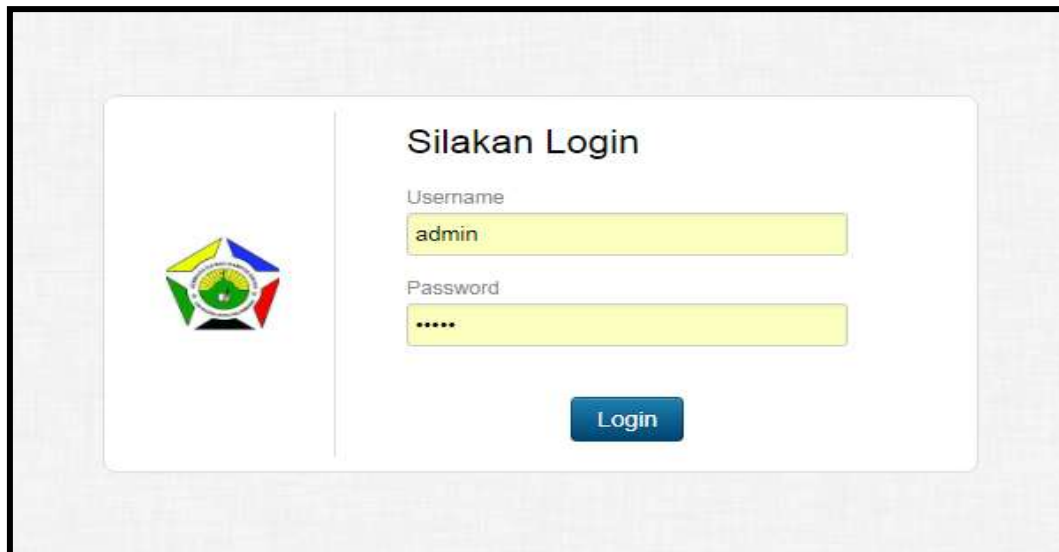 Silakan Login
Username
admin
Password
•••••
Login